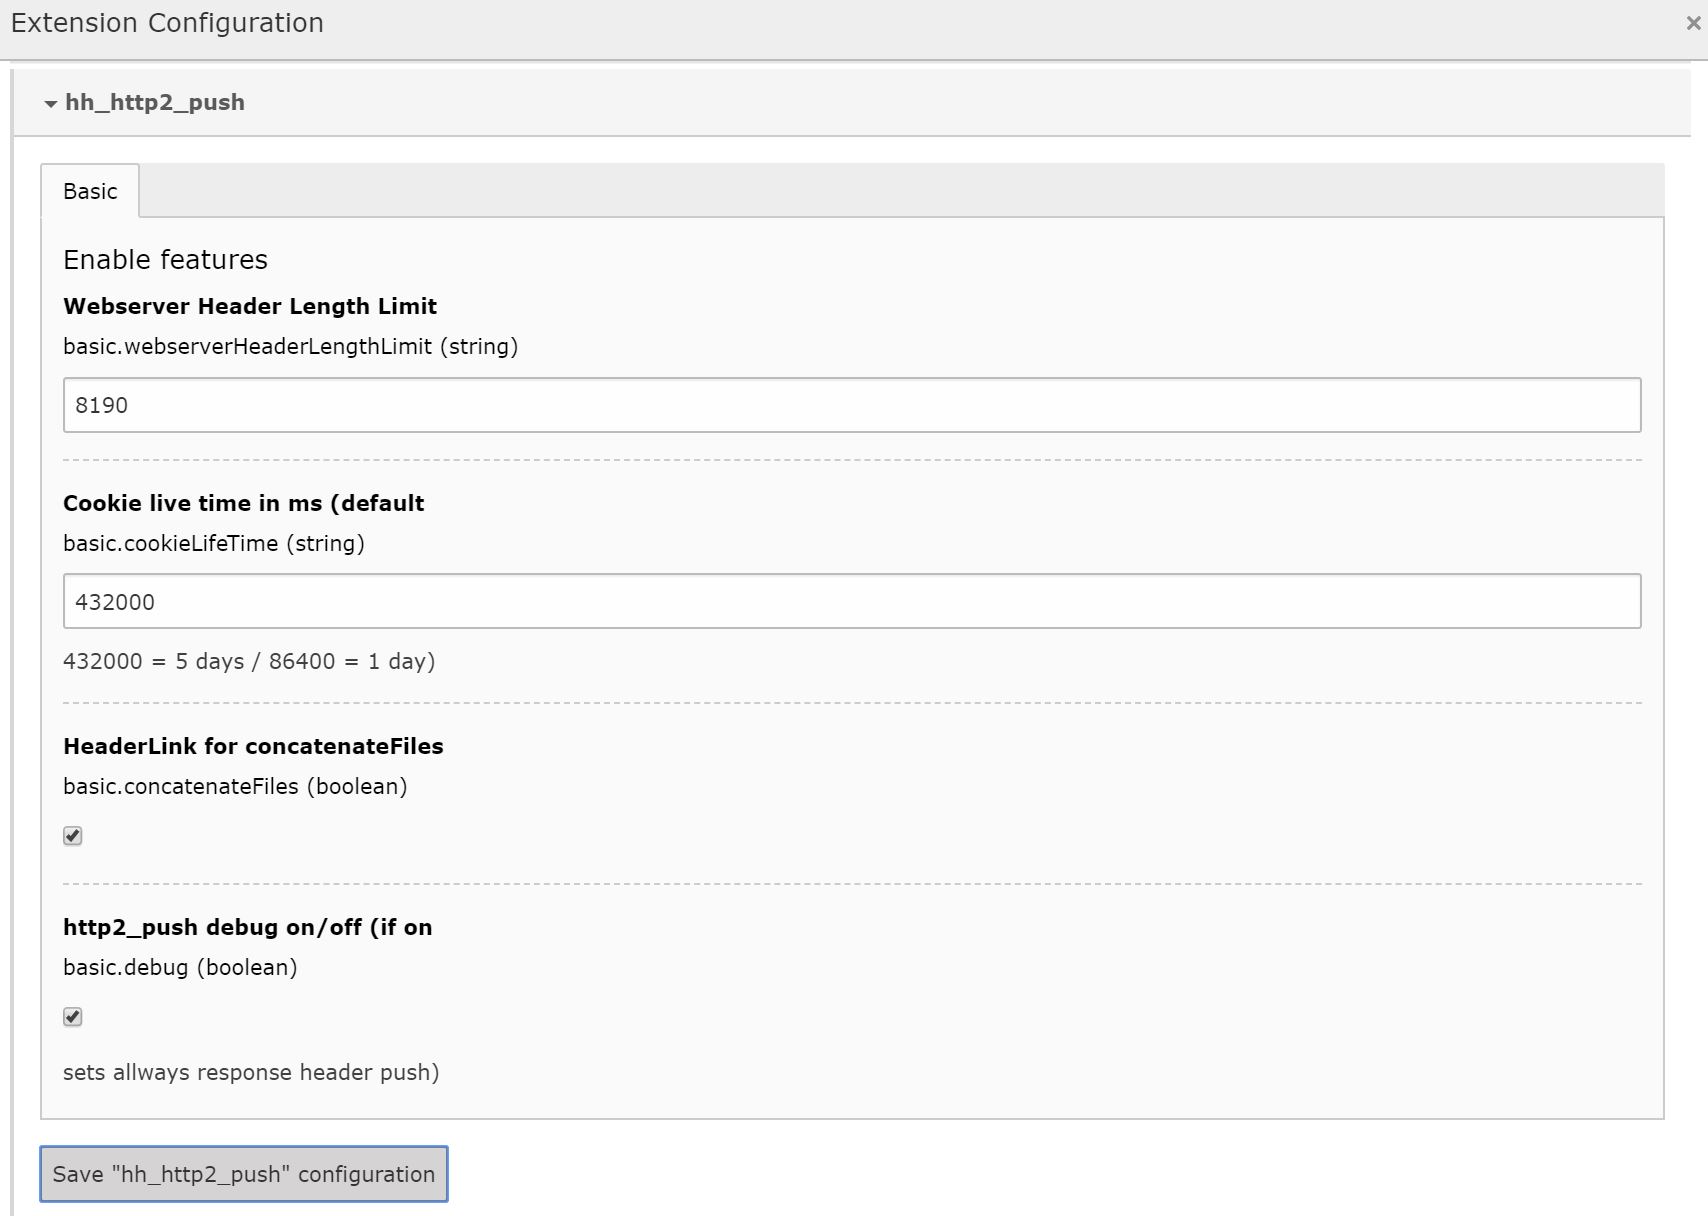 Extension Configuration
×
hh_http2_push
Basic
Enable features
Webserver Header Length Limit
basic.webserverHeaderLengthLimit (string)
8190
Cookie live time in ms (default
basic.cookieLifeTime (string)
432000
432000 = 5 days / 86400 = 1 day)
HeaderLink for concatenateFiles
basic.concatenateFiles (boolean)
http2_push debug on/off (if on
basic.debug (boolean)
sets allways response header push)
Save "hh_http2_push" configuration